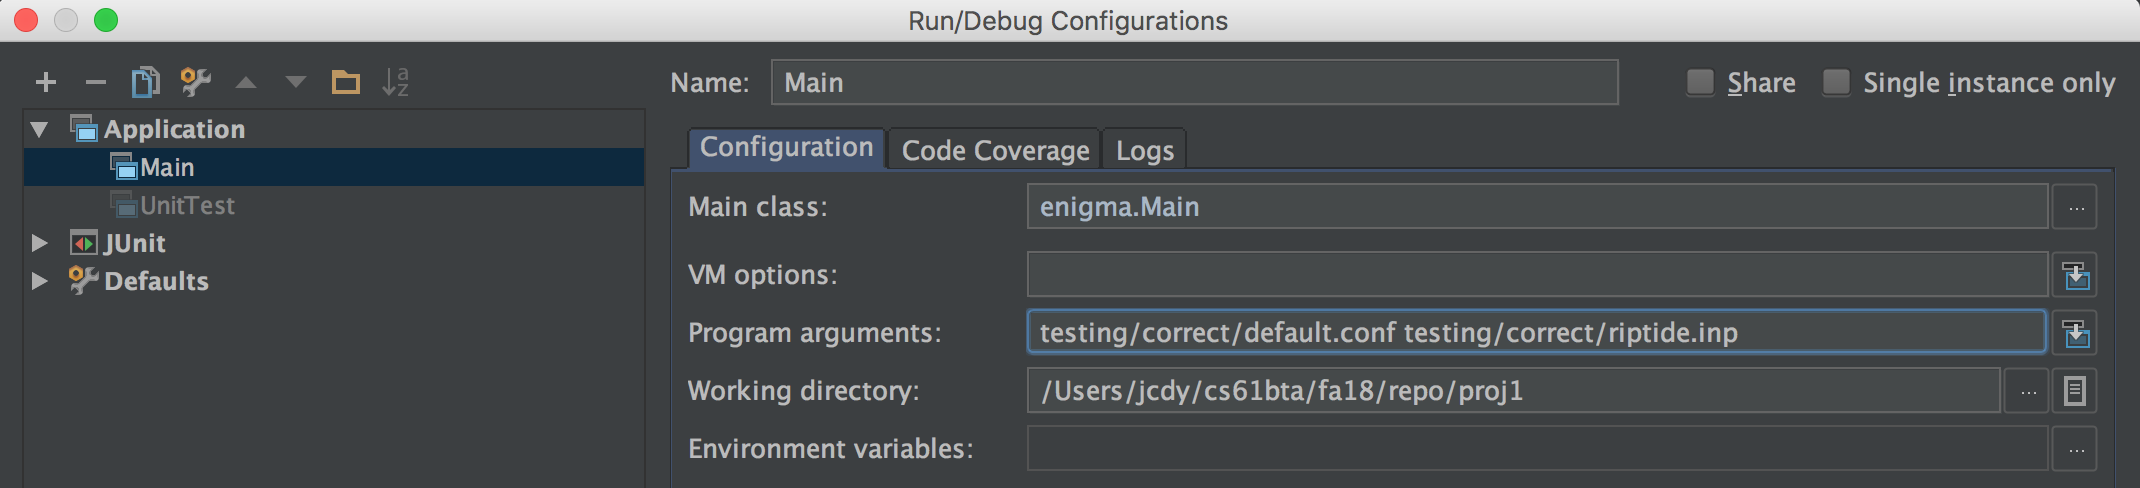 Run/Debug Configurations
Name: Main Share Single instance only
Application
Main
UnitTest
JUnit
Defaults
Configuration Code Coverage Logs
Main class: enigma.Main ...
VM options:
Program arguments: testing/correct/default.conf testing/correct/riptide.inp
Working directory: /Users/jcdy/cs61bta/fa18/repo/proj1 ...
Environment variables: ...